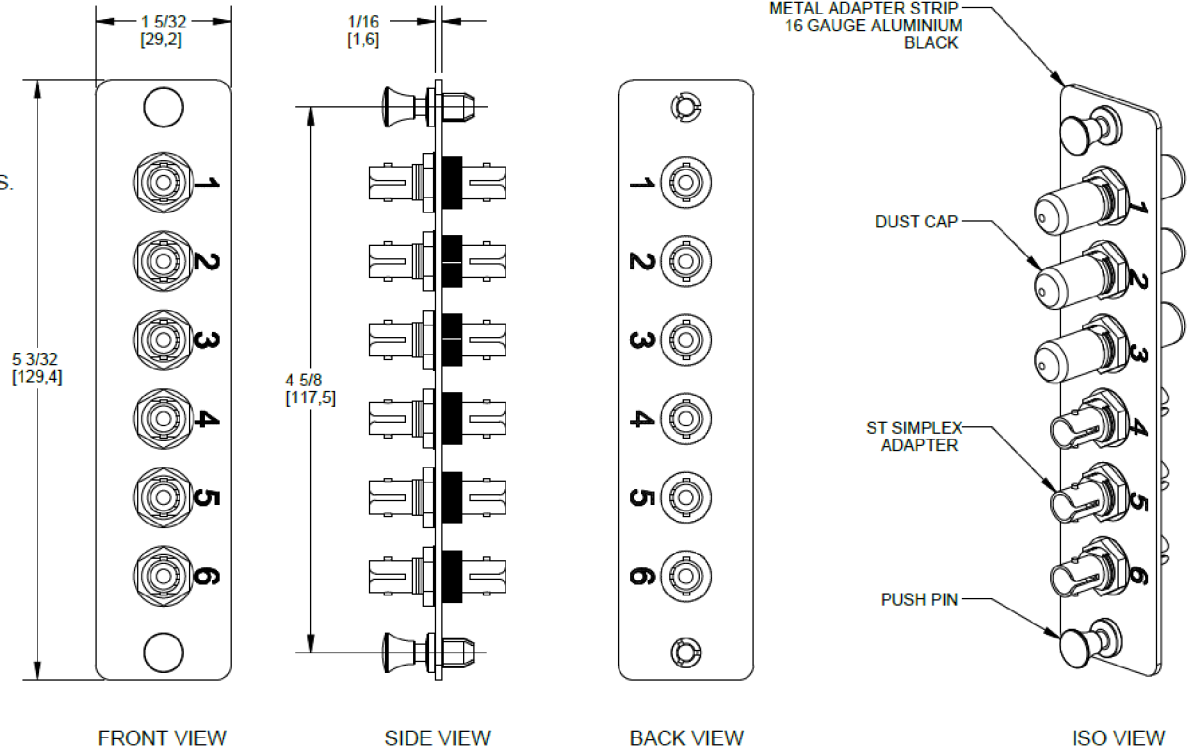 1 5/32
[29,2]
1/16
[1,6]
METAL ADAPTER STRIP
16 GAUGE ALUMINIUM
BLACK
S.
5 3/32
[129,4]
4 5/8
[117,5]
1
2
3
4
5
6
1
2
3
4
5
6
DUST CAP
ST SIMPLEX
ADAPTER
PUSH PIN
1
2
3
4
5
6
FRONT VIEW
SIDE VIEW
BACK VIEW
ISO VIEW